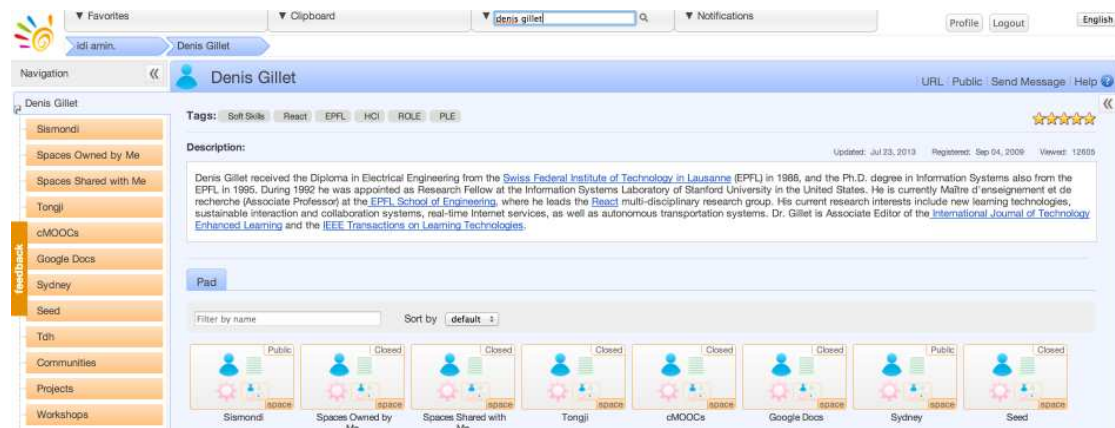 ▼ Favorites
▼ Clipboard
▼ denis gillet
▼ Notifications
Profile
Logout
English
idi amin.
Denis Gillet
Navigation
Denis Gillet
Sismondi
Spaces Owned by Me
Spaces Shared with Me
Tongji
cMOOCs
Google Docs
Sydney
Seed
Tdh
Communities
Projects
Workshops
feedback
Denis Gillet
URL Public Send Message Help
Tags: Soft Skills React EPFL HCI ROLE PLE
Description:
Updated: Jul 23, 2013 Registered: Sep 04, 2009 Viewed: 12605
Denis Gillet received the Diploma in Electrical Engineering from the Swiss Federal Institute of Technology in Lausanne (EPFL) in 1988, and the Ph.D. degree in Information Systems also from the
EPFL in 1995. During 1992 he was appointed as Research Fellow at the Information Systems Laboratory of Stanford University in the United States. He is currently Maître d'enseignement et de
recherche (Associate Professor) at the EPFL School of Engineering, where he leads the React multi-disciplinary research group. His current research interests include new learning technologies,
sustainable interaction and collaboration systems, real-time Internet services, as well as autonomous transportation systems. Dr. Gillet is Associate Editor of the International Journal of Technology
Enhanced Learning and the IEEE Transactions on Learning Technologies.
Pad
Filter by name
Sort by default
Public Closed Closed Closed Closed Closed Public Closed
space space space space space space space space
Sismondi Spaces Owned by Spaces Shared with Tongji cMOOCs Google Docs Sydney Seed
Me Me